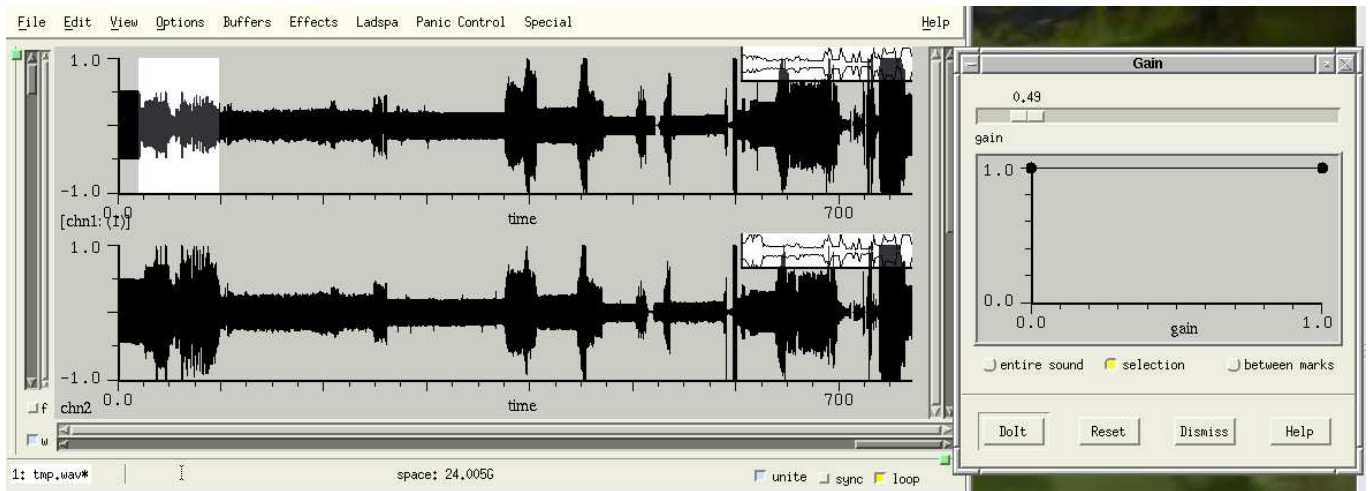 File Edit View Options Buffers Effects Ladspa Panic Control Special Help
1.0
-1.0
[chn1: (1)]
0.0
time
700
1.0
-1.0
f
chn2
0.0
time
700
w
1: tmp.wav*
space: 24.005G
unite sync loop
Gain
0.49
gain
1.0
0.0
0.0
gain
1.0
entire sound selection between marks
DoIt Reset Dismiss Help